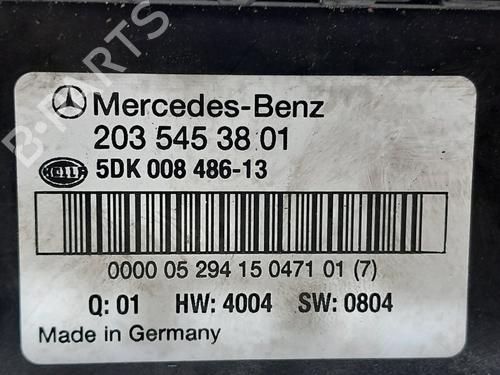 Mercedes-Benz
203 545 38 01
HELLA 5DK 008 486-13
0000 05 294 15 0471 01 (7)
Q: 01 HW: 4004 SW: 0804
Made in Germany
B-PARTS